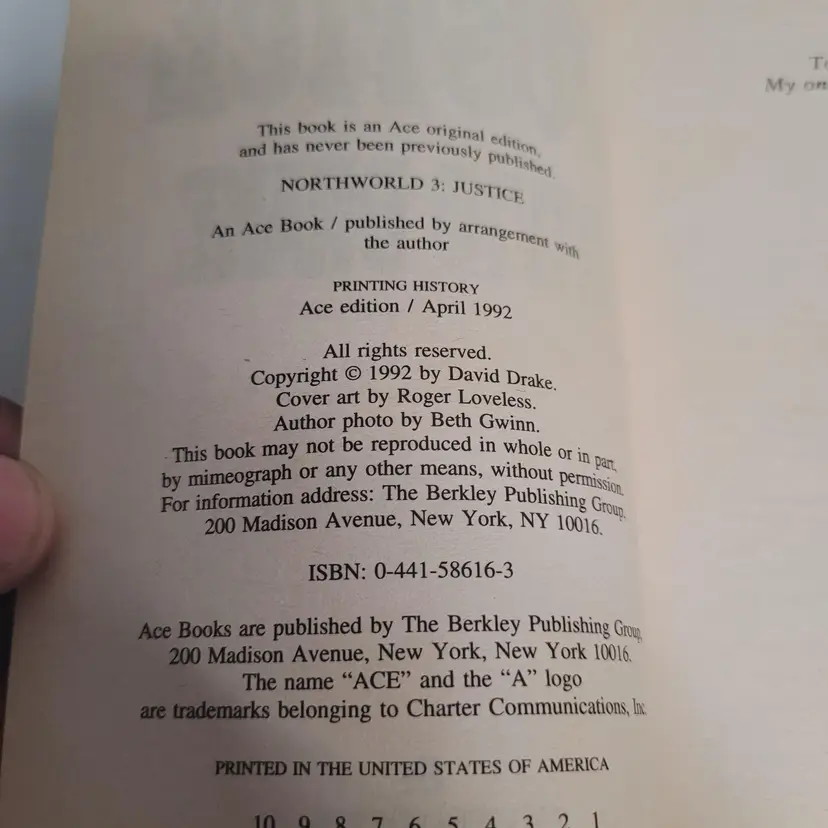 This book is an Ace original edition,
and has never been previously published.
NORTHWORLD 3: JUSTICE
An Ace Book / published by arrangement with
the author
PRINTING HISTORY
Ace edition / April 1992
All rights reserved.
Copyright © 1992 by David Drake.
Cover art by Roger Loveless.
Author photo by Beth Gwinn.
This book may not be reproduced in whole or in part,
by mimeograph or any other means, without permission.
For information address: The Berkley Publishing Group,
200 Madison Avenue, New York, NY 10016.
ISBN: 0-441-58616-3
Ace Books are published by The Berkley Publishing Group,
200 Madison Avenue, New York, New York 10016.
The name “ACE” and the “A” logo
are trademarks belonging to Charter Communications, Inc.
PRINTED IN THE UNITED STATES OF AMERICA
10 9 8 7 6 5 4 3 2 1
My